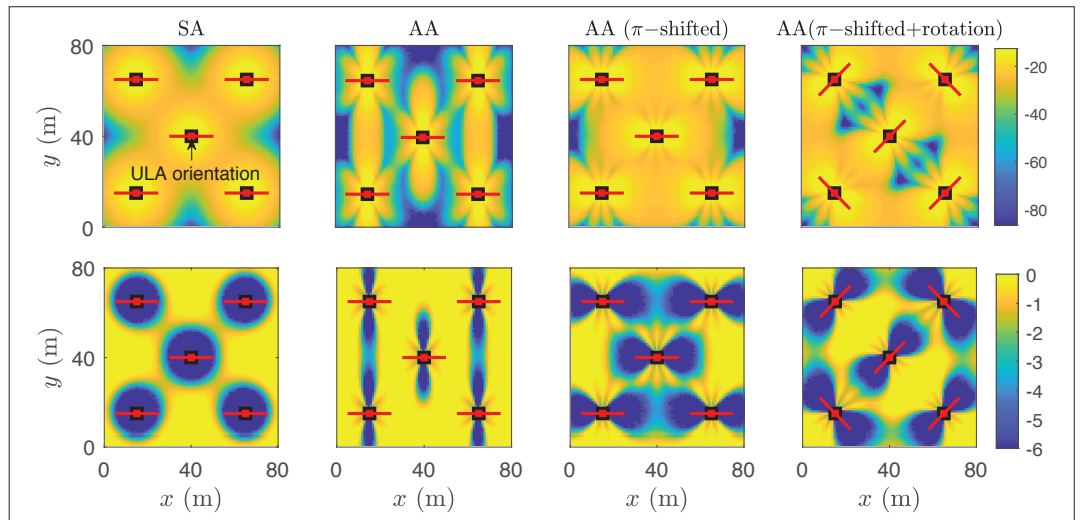 SA
AA
AA (π−shifted)
AA(π−shifted+rotation)
80
40
0
y (m)
ULA orientation
-20
-40
-60
-80
80
40
0
y (m)
0
-1
-2
-3
-4
-5
-6
0 40 80
0 40 80
0 40 80
0 40 80
x (m)
x (m)
x (m)
x (m)